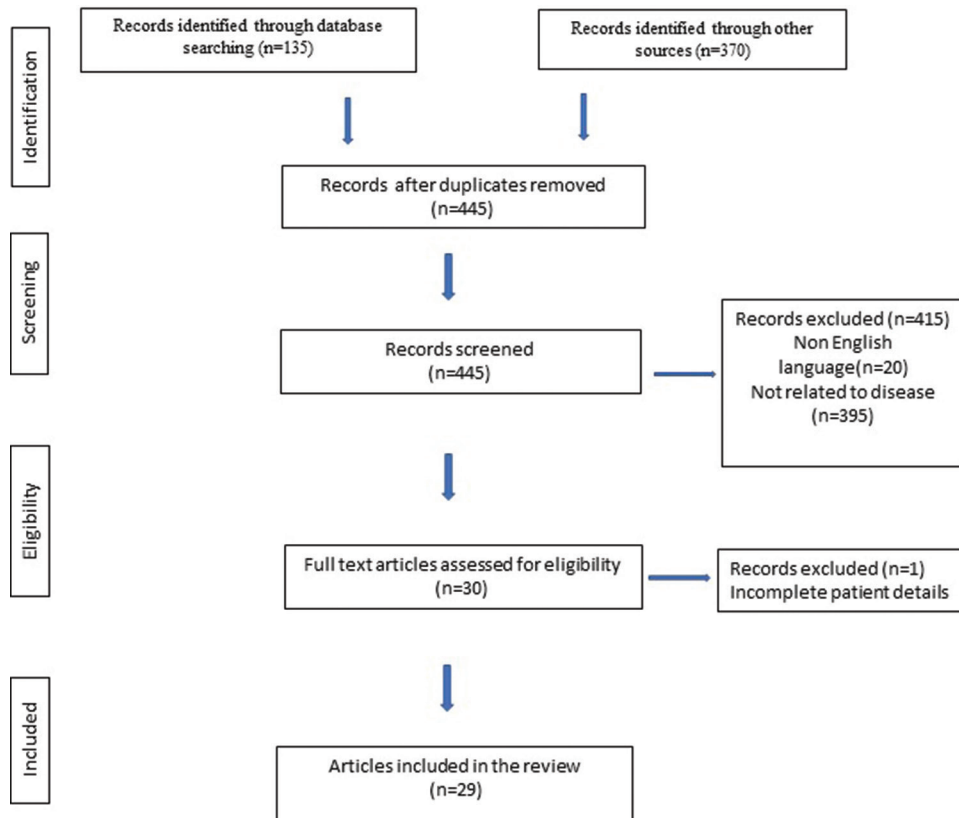 Records identified through database
searching (n=135)
Records identified through other
sources (n=370)
Identification
Records after duplicates removed
(n=445)
Screening
Records screened
(n=445)
Records excluded (n=415)
Non English
language(n=20)
Not related to disease
(n=395)
Eligibility
Full text articles assessed for eligibility
(n=30)
Records excluded (n=1)
Incomplete patient details
Included
Articles included in the review
(n=29)